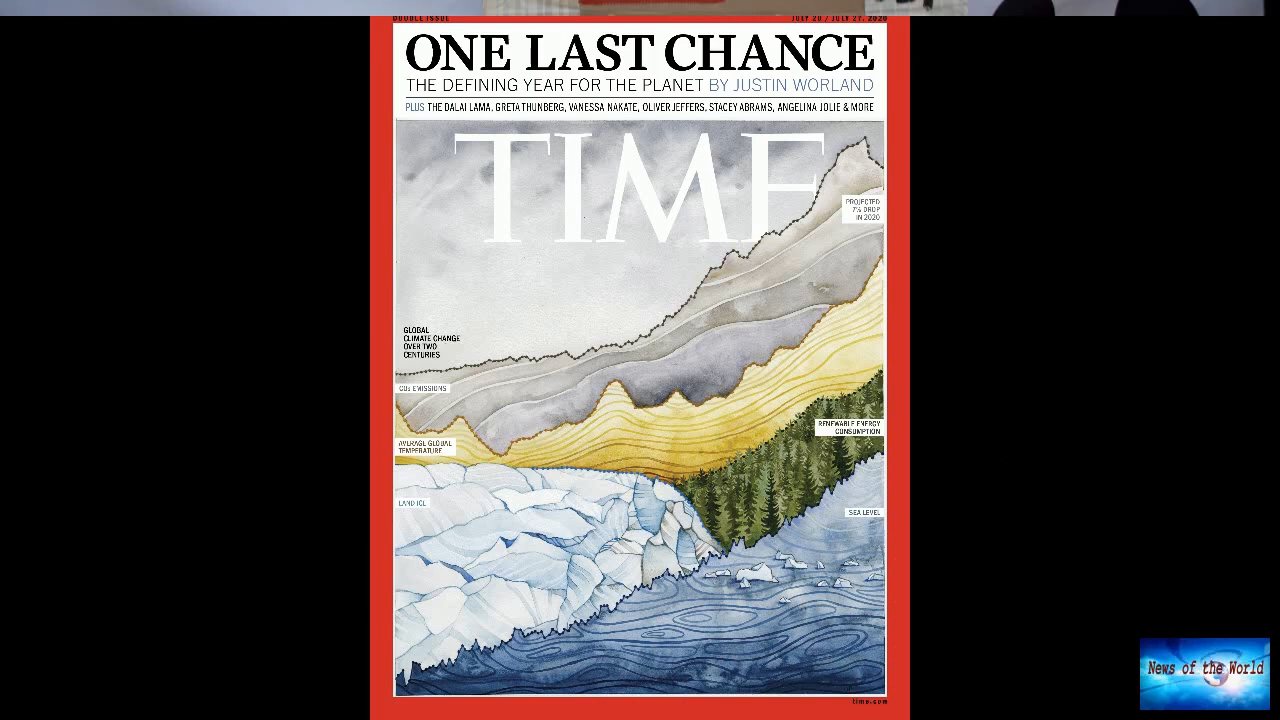 DOUBLE ISSUE
JULY 20 / JULY 27, 2020
ONE LAST CHANCE
THE DEFINING YEAR FOR THE PLANET BY JUSTIN WORLAND
PLUS THE DALAI LAMA, GRETA THUNBERG, VANESSA NAKATE, OLIVER JEFFERS, STACEY ABRAMS, ANGELINA JOLIE & MORE
TIME
PROJECTED
7% DROP
IN 2020
GLOBAL
CLIMATE CHANGE
OVER TWO
CENTURIES
CO₂ EMISSIONS
AVERAGE GLOBAL
TEMPERATURE
RENEWABLE ENERGY
CONSUMPTION
LAND ICE
SEA LEVEL
News of the World
time.com